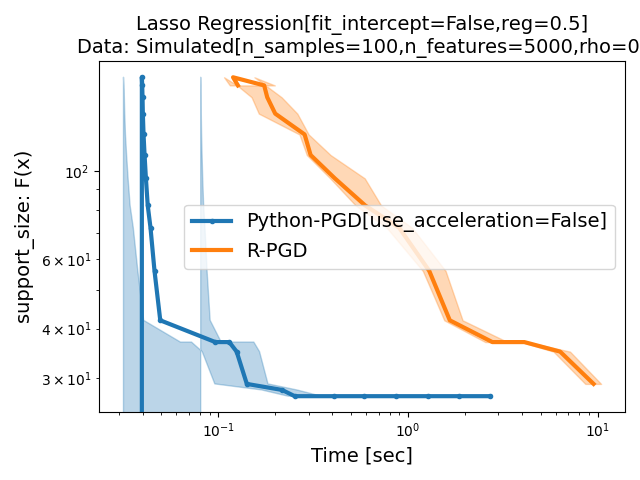 Lasso Regression[fit_intercept=False,reg=0.5]
Data: Simulated[n_samples=100,n_features=5000,rho=0
support_size: F(x)
10²
6 × 10¹
4 × 10¹
3 × 10¹
Python-PGD[use_acceleration=False]
R-PGD
10⁻¹
10⁰
10¹
Time [sec]